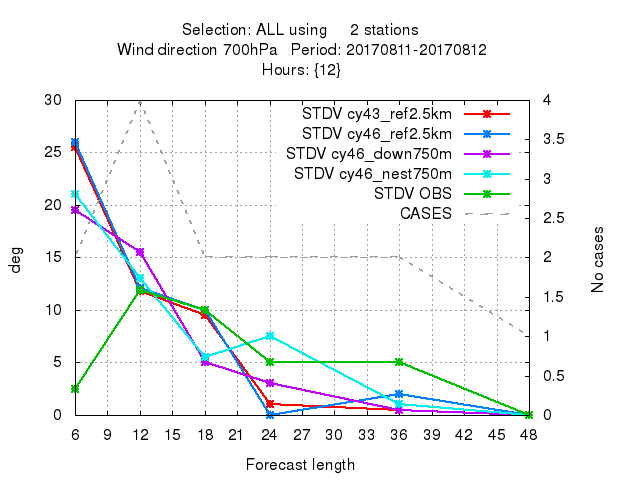 Selection: ALL using 2 stations
Wind direction 700hPa Period: 20170811-20170812
Hours: {12}
STDV cy43_ref2.5km
STDV cy46_ref2.5km
STDV cy46_down750m
STDV cy46_nest750m
STDV OBS
CASES
30
25
20
15
10
5
0
deg
4
3.5
3
2.5
2
1.5
1
0.5
0
No cases
6 9 12 15 18 21 24 27 30 33 36 39 42 45 48
Forecast length